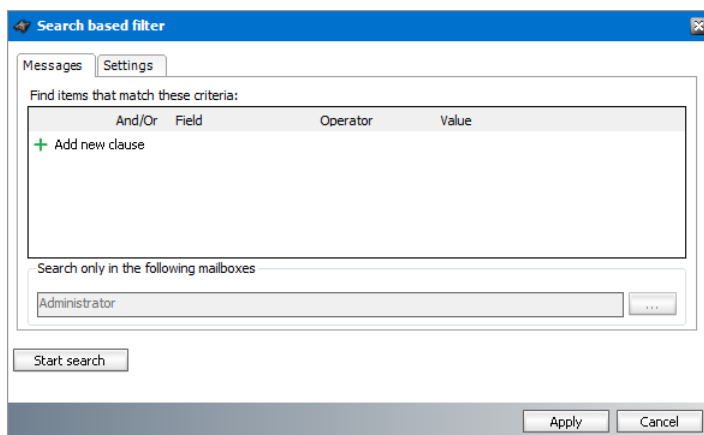 Search based filter
Messages Settings
Find items that match these criteria:
And/Or Field Operator Value
+ Add new clause
Search only in the following mailboxes
Administrator ...
Start search
Apply Cancel